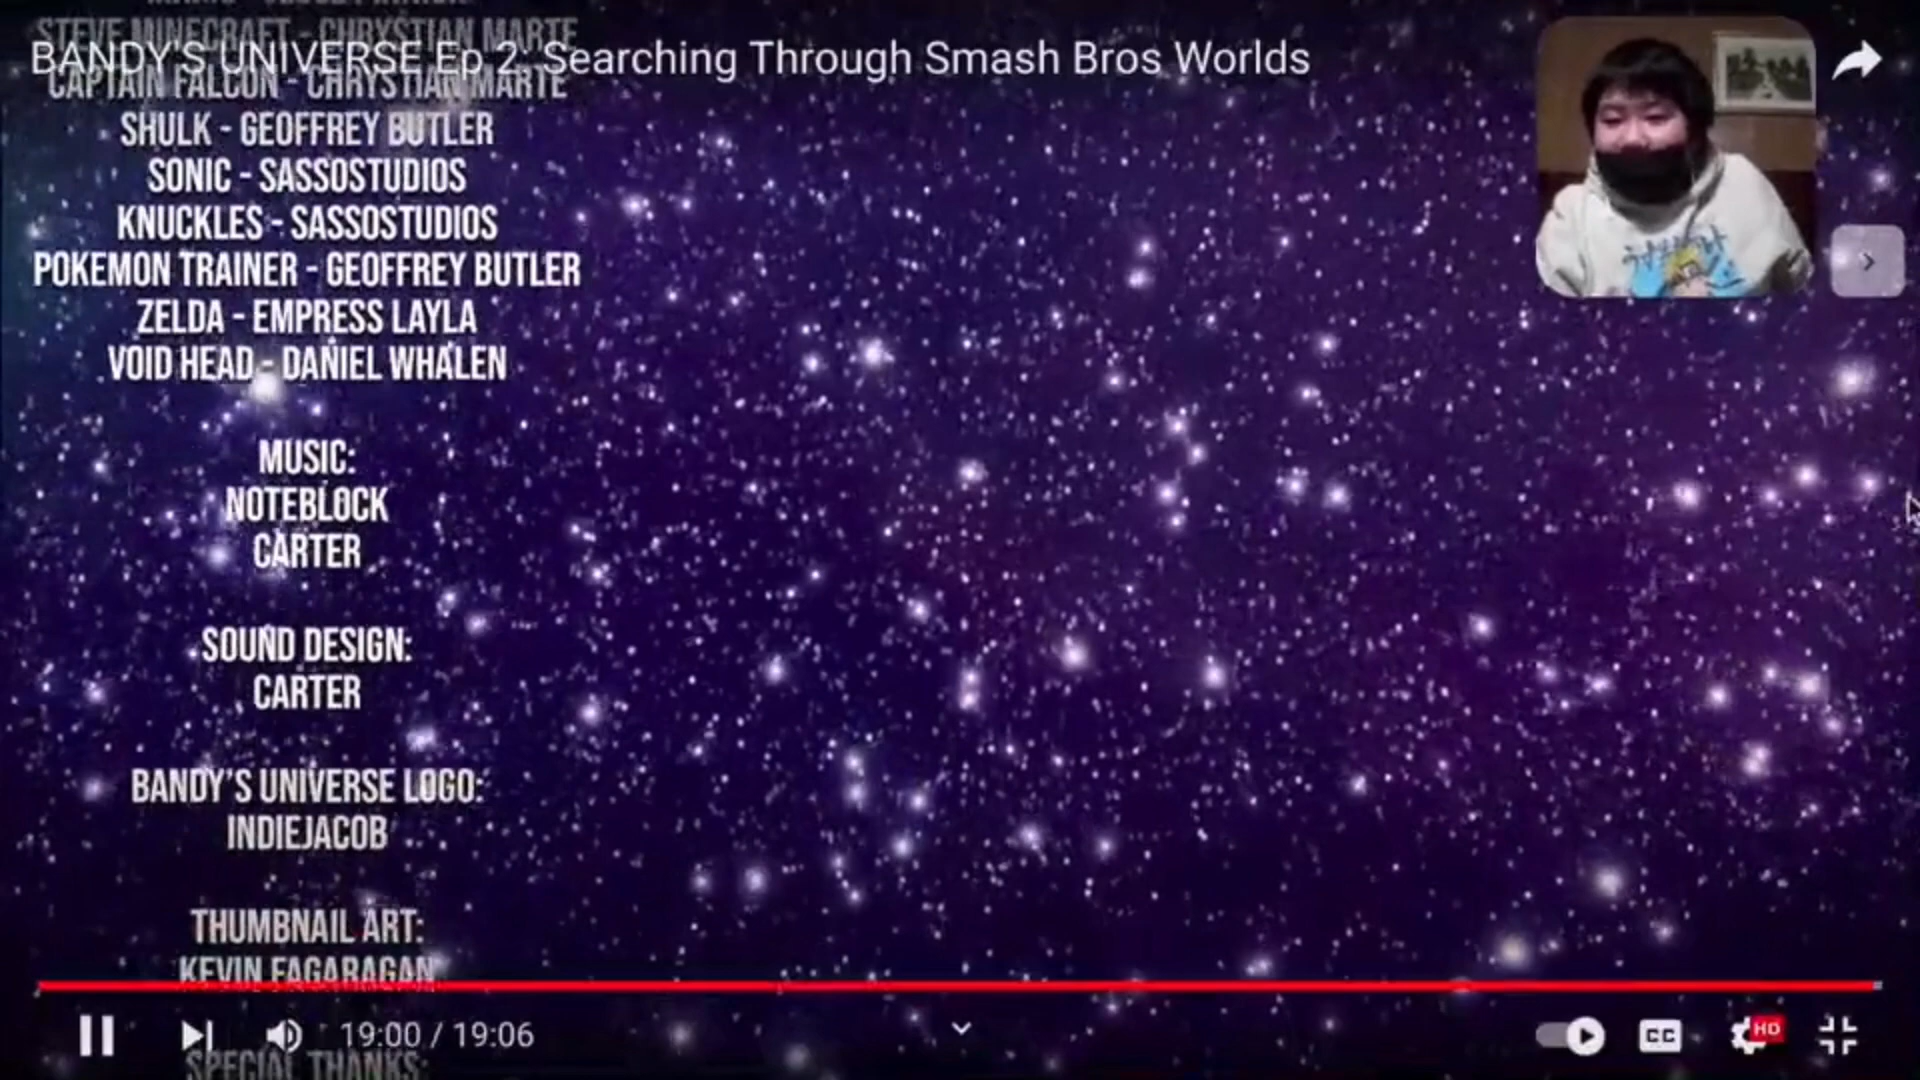 STEVE MINECRAFT - CHRYSTIAN MARTE
BANDY'S UNIVERSE Ep 2: Searching Through Smash Bros Worlds
CAPTAIN FALCON - CHRYSTIAN MARTE
SHULK - GEOFFREY BUTLER
SONIC - SASSOSTUDIOS
KNUCKLES - SASSOSTUDIOS
POKEMON TRAINER - GEOFFREY BUTLER
ZELDA - EMPRESS LAYLA
VOID HEAD - DANIEL WHALEN
MUSIC:
NOTEBLOCK
CARTER
SOUND DESIGN:
CARTER
BANDY'S UNIVERSE LOGO:
INDIEJACOB
THUMBNAIL ART:
KEVIN FAGARAGAN
19:00 / 19:06
CC
HD
SPECIAL THANKS: